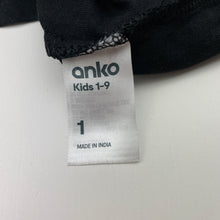 anko
Kids 1-9
1
MADE IN INDIA